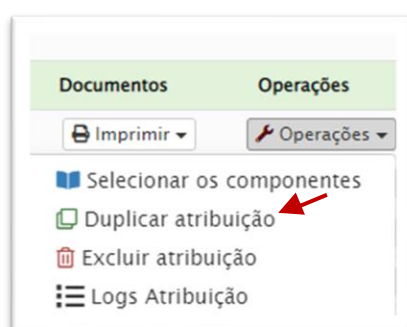 Documentos Operações
Imprimir Operações
Selecionar os componentes
Duplicar atribuição
Excluir atribuição
Logs Atribuição